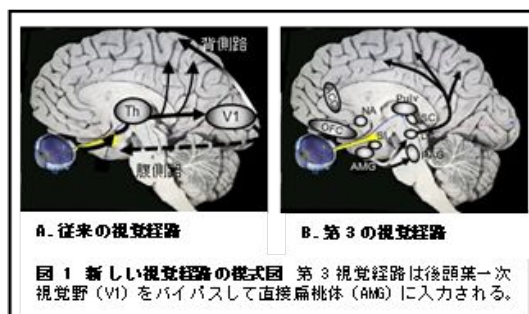 背側路
Th
V1
腹側路
Pulv
NA
SC
OFC
AMG
A. 従来の視覚経路
B. 第3の視覚経路
図 1 新しい視覚経路の模式図 第3視覚経路は後頭葉一次
視覚野（V1）をバイパスして直接扁桃体（AMG）に入力される。